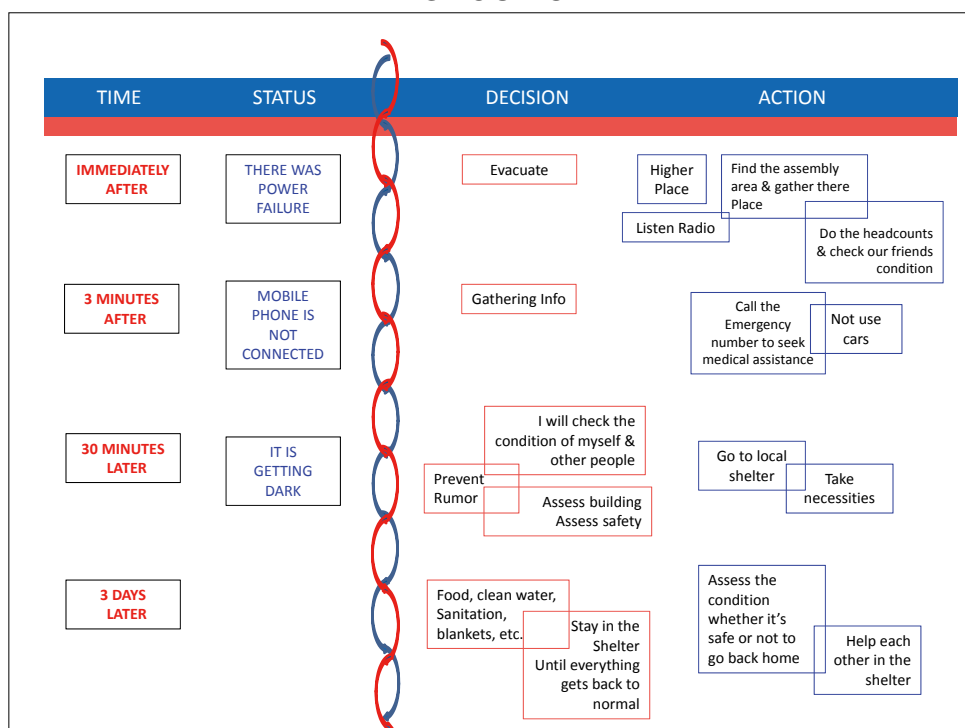 TIME
STATUS
DECISION
ACTION
IMMEDIATELY
AFTER
THERE WAS
POWER
FAILURE
Evacuate
Higher
Place
Listen Radio
Find the assembly
area & gather there
Place
Do the headcounts
& check our friends
condition
3 MINUTES
AFTER
MOBILE
PHONE IS
NOT
CONNECTED
Gathering Info
Call the
Emergency
number to seek
medical assistance
Not use
cars
30 MINUTES
LATER
IT IS
GETTING
DARK
I will check the
condition of myself &
other people
Prevent
Rumor
Assess building
Assess safety
Go to local
shelter
Take
necessities
3 DAYS
LATER
Food, clean water,
Sanitation,
blankets, etc.
Stay in the
Shelter
Until everything
gets back to
normal
Assess the
condition
whether it's
safe or not to
go back home
Help each
other in the
shelter